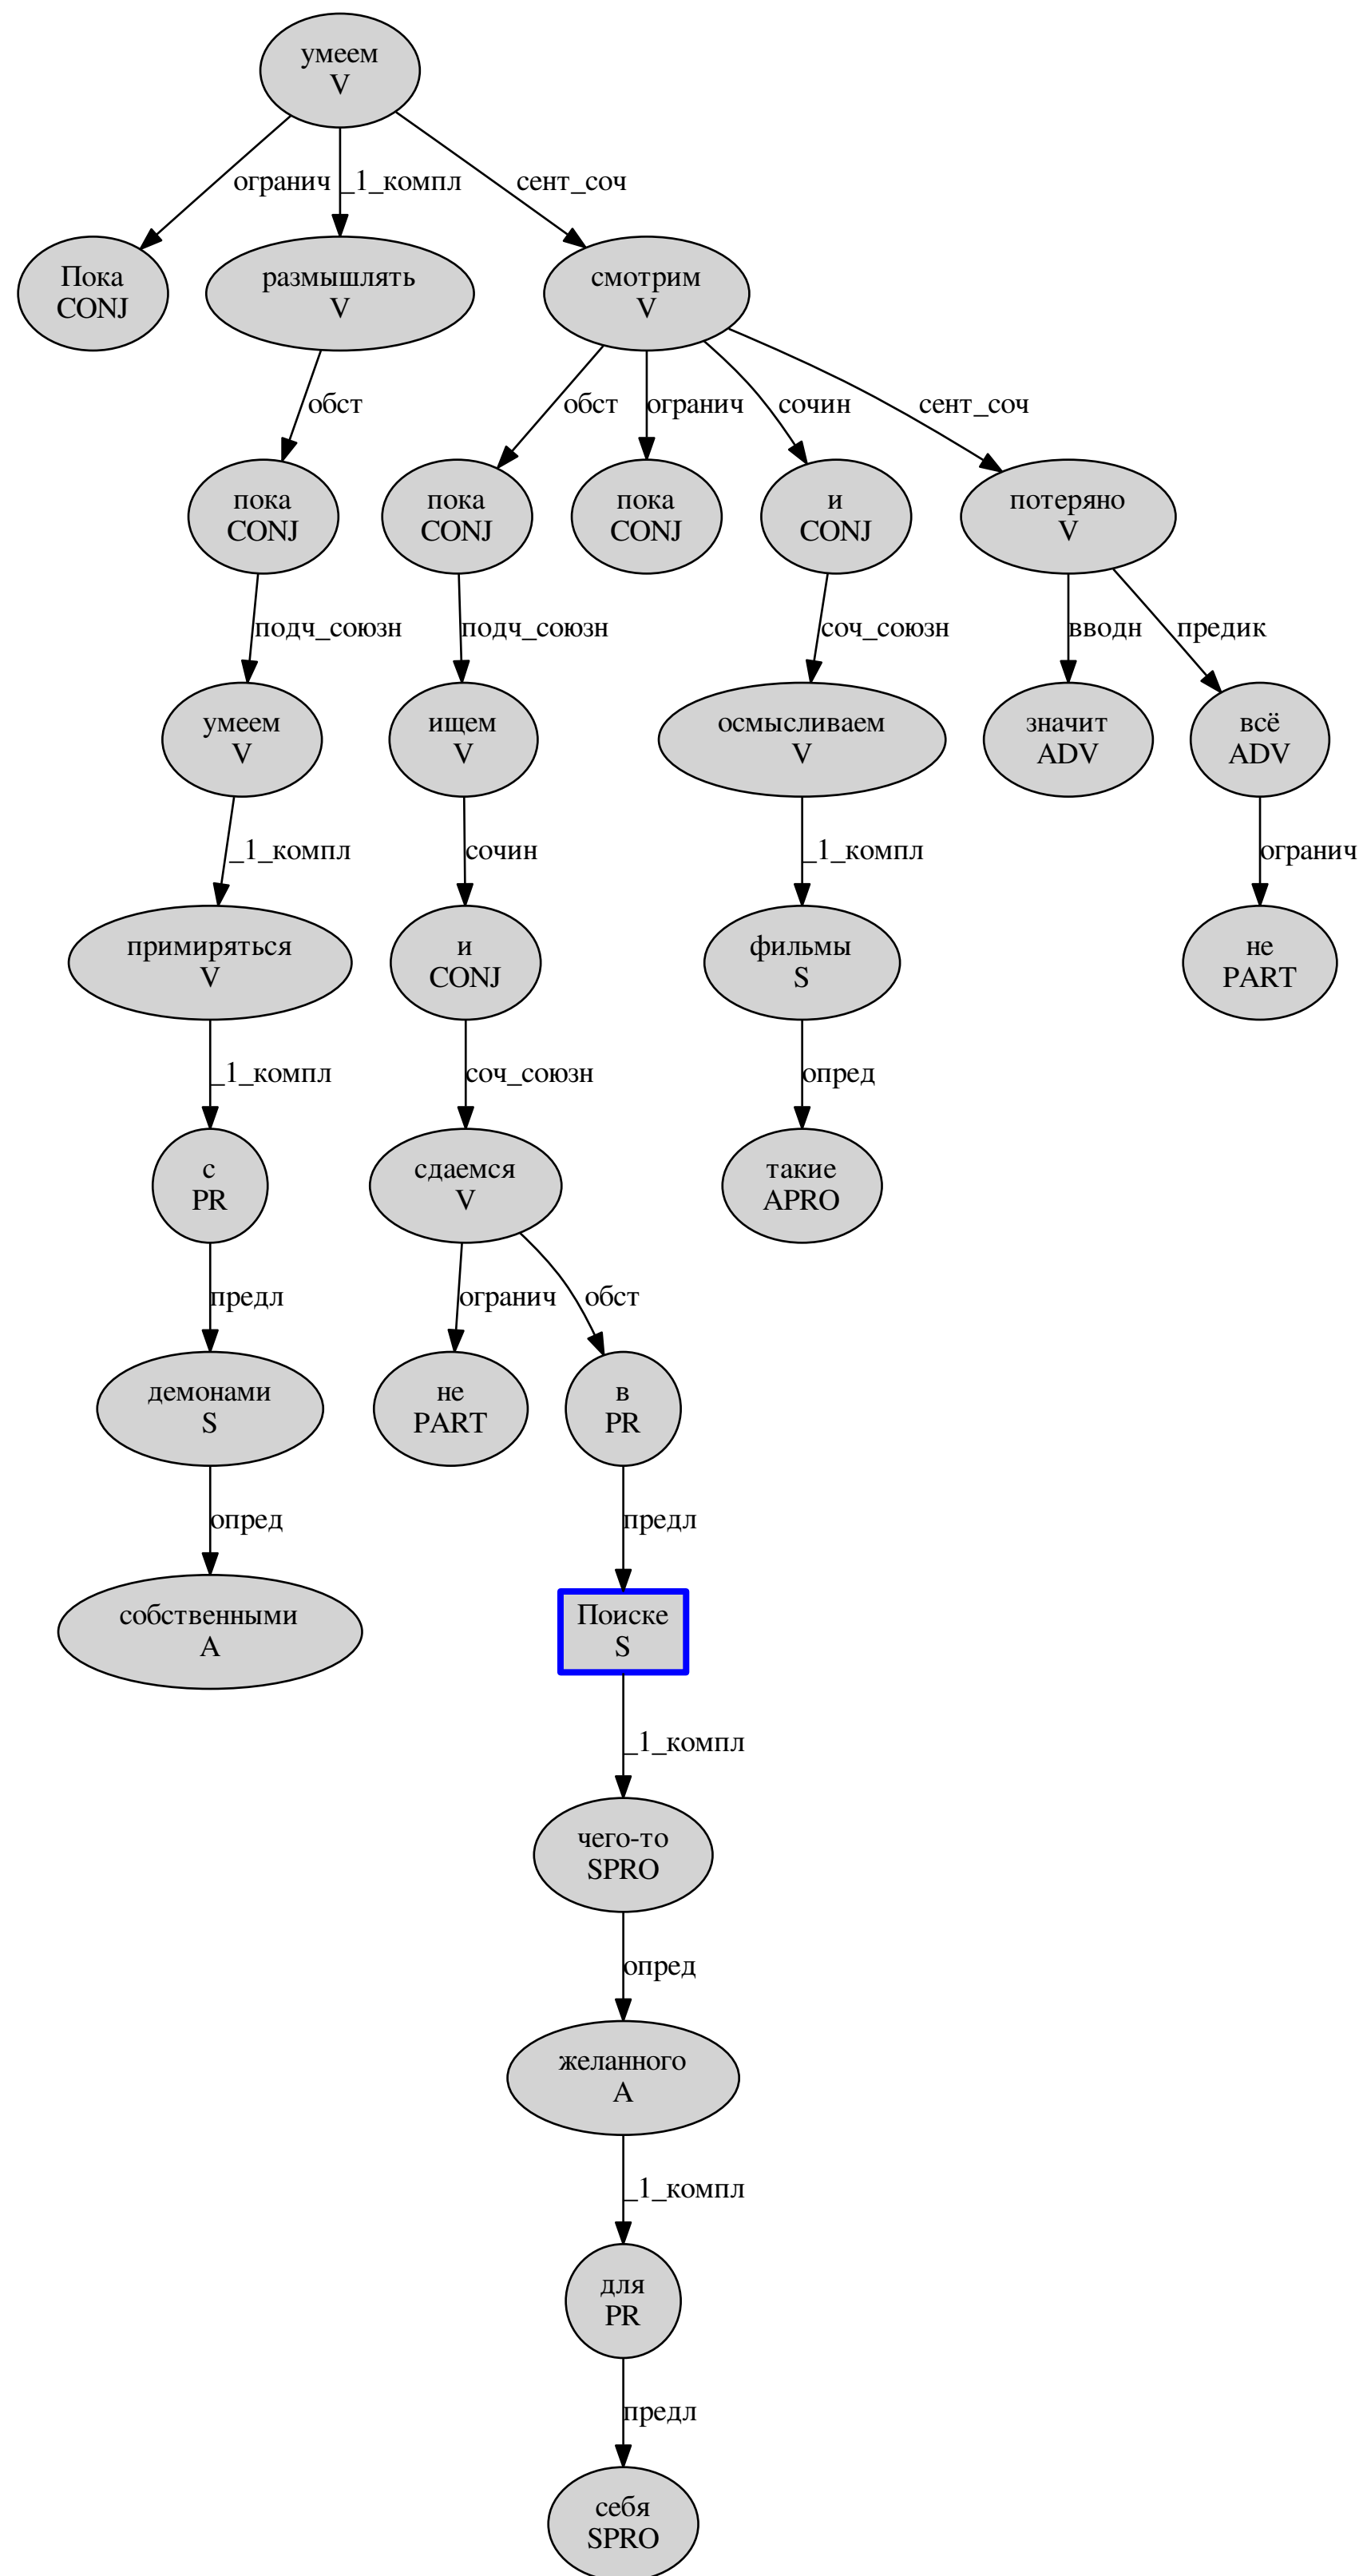 умеем
V
огранич
_1_компл
сент_соч
Пока
CONJ
размышлять
V
смотрим
V
обст
обст
огранич
сочин
сент_соч
пока
CONJ
пока
CONJ
пока
CONJ
и
CONJ
потеряно
V
подч_союзн
подч_союзн
соч_союзн
вводн
предик
умеем
V
ищем
V
осмысливаем
V
значит
ADV
всё
ADV
_1_компл
сочин
_1_компл
огранич
примиряться
V
и
CONJ
фильмы
S
не
PART
_1_компл
соч_союзн
опред
с
PR
сдаемся
V
такие
APRO
предл
огранич
обст
демонами
S
не
PART
в
PR
опред
предл
собственными
A
Поиске
S
_1_компл
чего-то
SPRO
опред
желанного
A
_1_компл
для
PR
предл
себя
SPRO